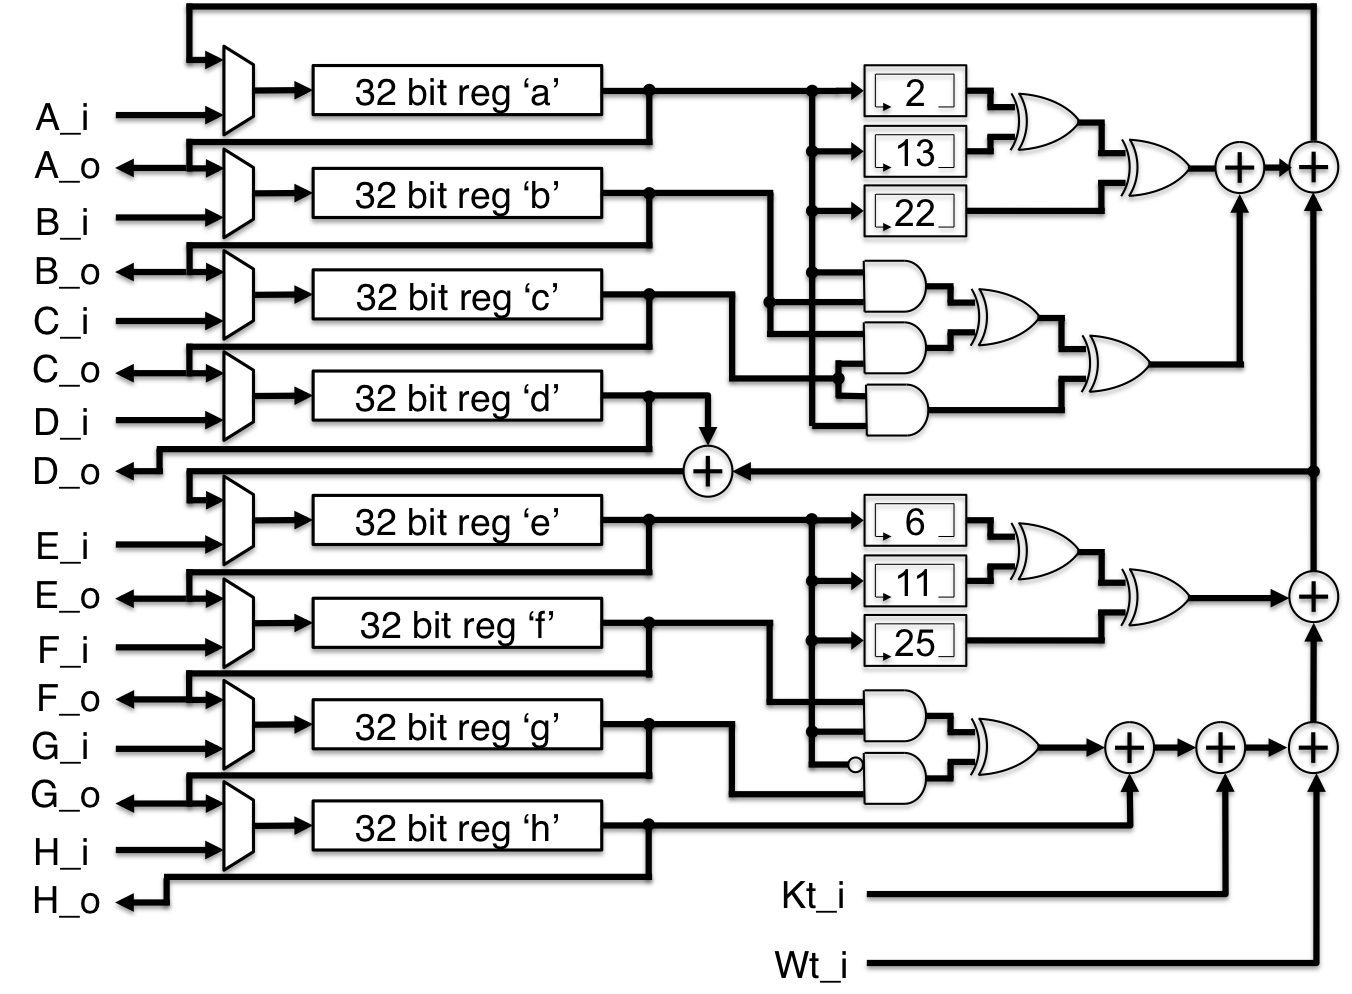 A_i
A_o
B_i
B_o
C_i
C_o
D_i
D_o
E_i
E_o
F_i
F_o
G_i
G_o
H_i
H_o
32 bit reg ‘a’
32 bit reg ‘b’
32 bit reg ‘c’
32 bit reg ‘d’
32 bit reg ‘e’
32 bit reg ‘f’
32 bit reg ‘g’
32 bit reg ‘h’
2
13
22
+
+
+
6
11
25
+
+
+
+
Kt_i
Wt_i